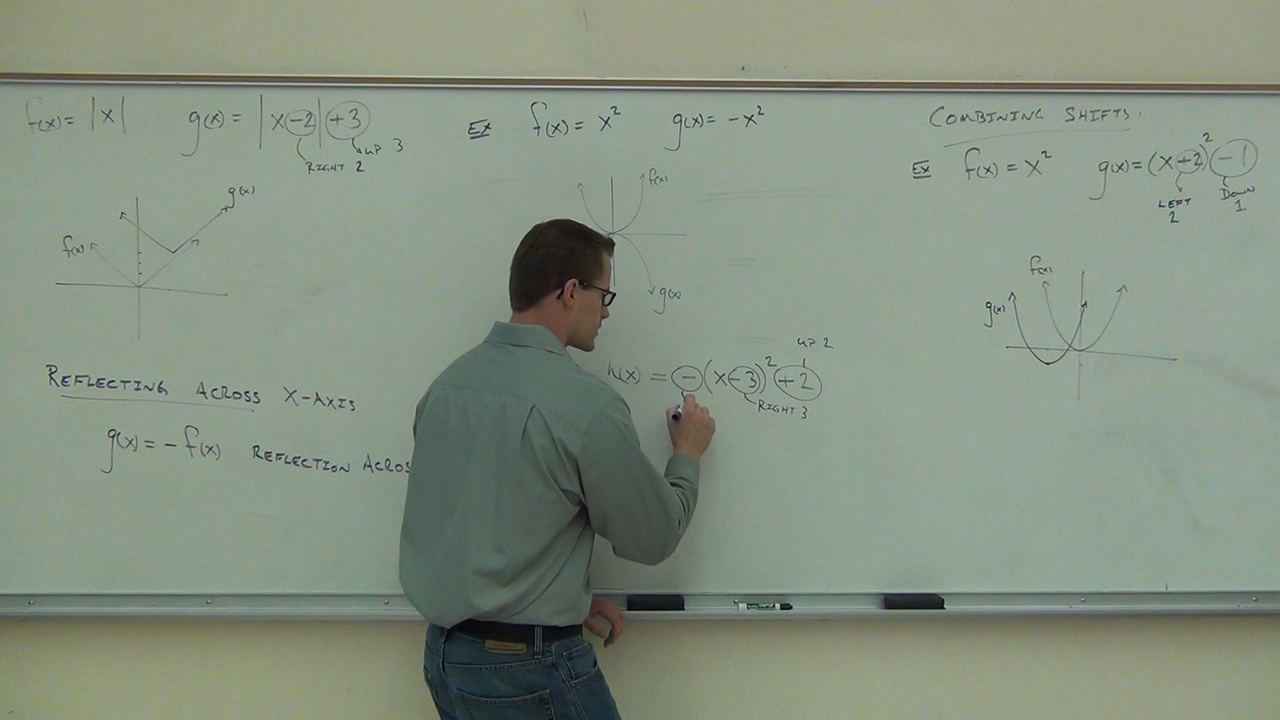 f(x) = |x|
g(x) = |x-2|+3
RIGHT 2
UP 3
g(x)
f(x)
REFLECTING ACROSS X-AXIS
g(x) = -f(x) REFLECTION ACROS
Ex f(x) = x²
g(x) = -x²
f(x)
g(x)
h(x) = -(x-3)²+2
UP 2
RIGHT 3
COMBINING SHIFTS:
Ex f(x) = x²
g(x) = (x+2)²-1
LEFT 2
DOWN 1
f(x)
g(x)